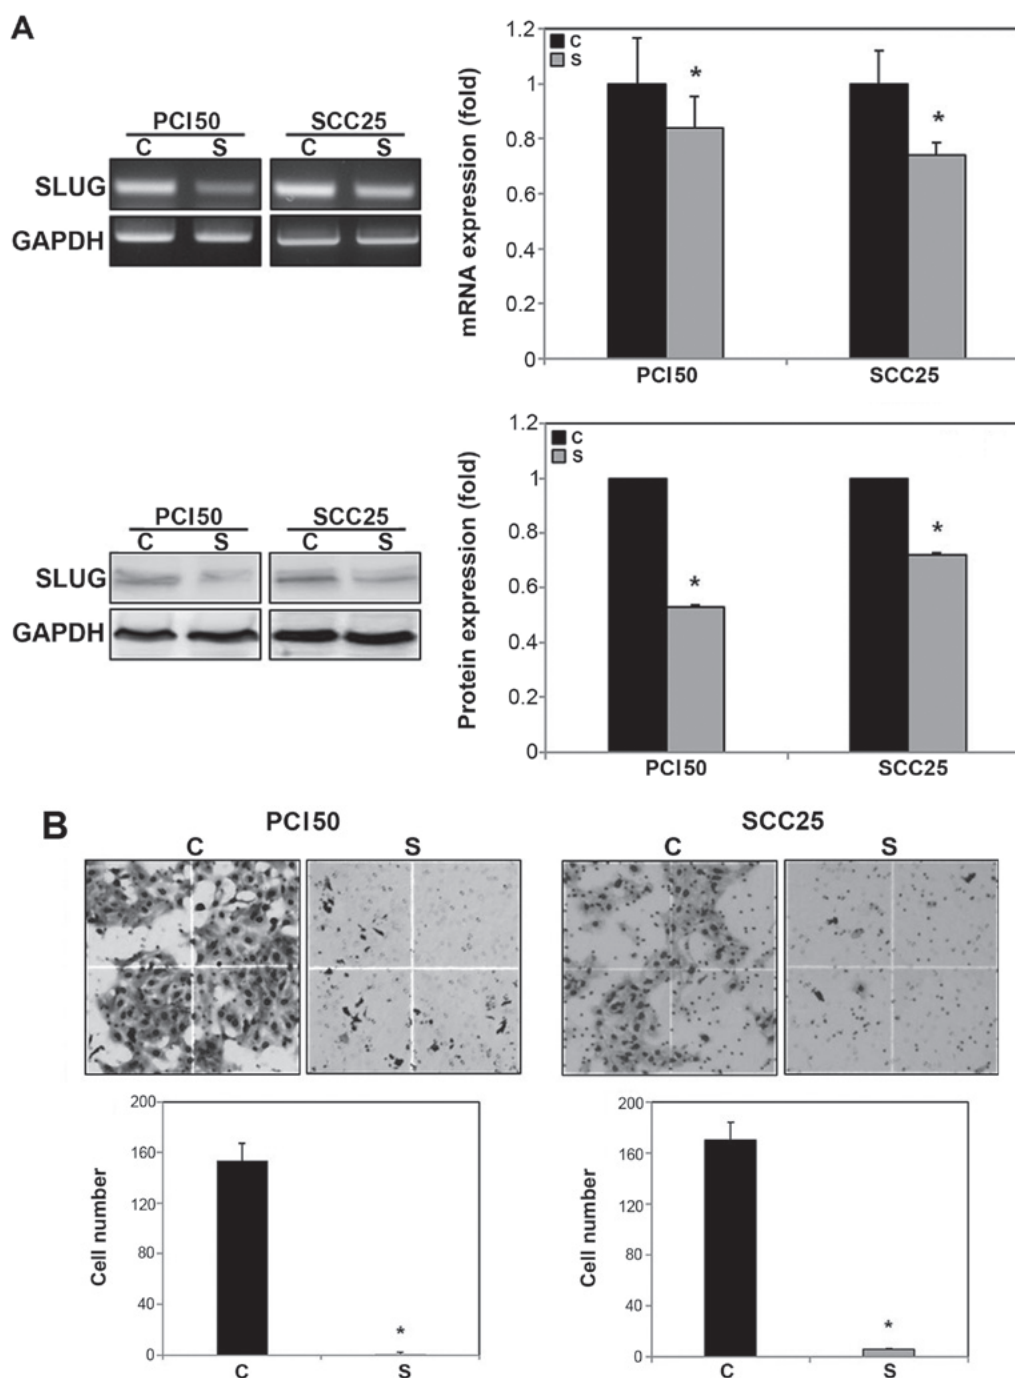 A
PCI50 SCC25
C S C S
SLUG
GAPDH
mRNA expression (fold)
1.2
1
0.8
0.6
0.4
0.2
0
C
S
*
*
PCI50 SCC25
PCI50 SCC25
C S C S
SLUG
GAPDH
Protein expression (fold)
1.2
1
0.8
0.6
0.4
0.2
0
C
S
*
*
PCI50 SCC25
B
PCI50 SCC25
C S C S
Cell number
200
160
120
80
40
0
*
C S
Cell number
200
160
120
80
40
0
*
C S